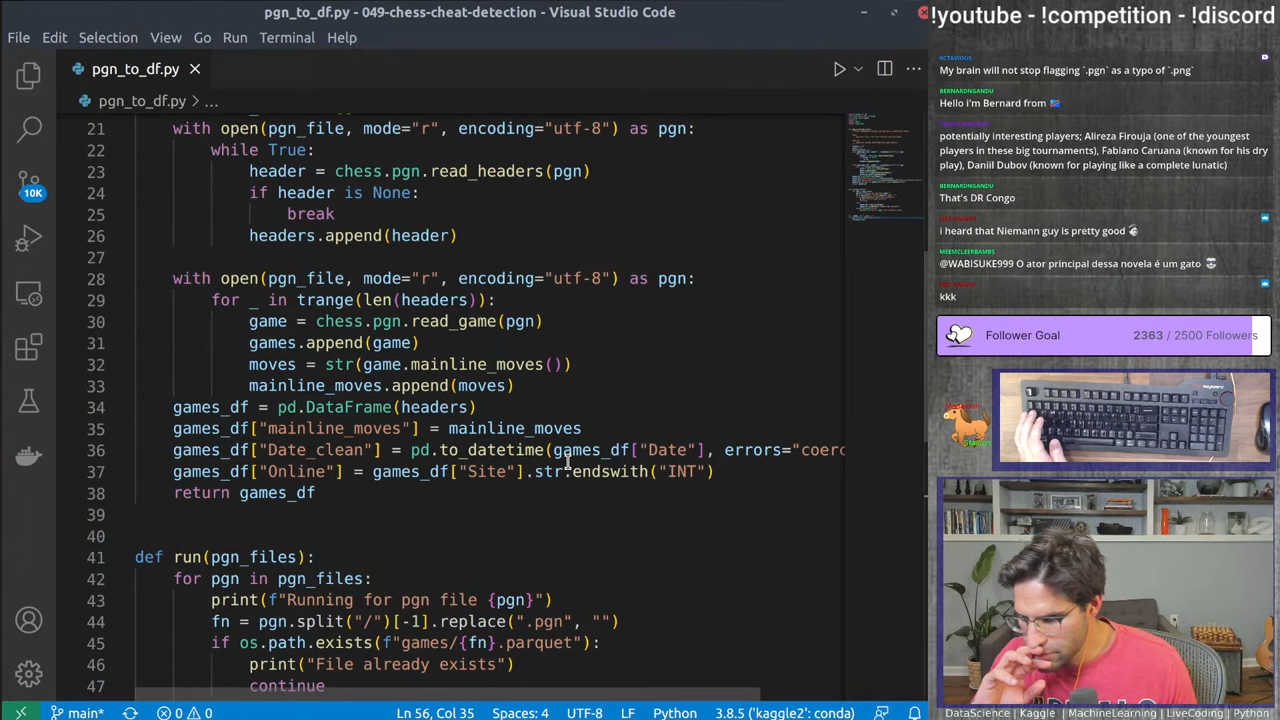 pgn_to_df.py - 049-chess-cheat-detection - Visual Studio Code
File Edit Selection View Go Run Terminal Help
pgn_to_df.py
pgn_to_df.py > ...
10K
21 with open(pgn_file, mode="r", encoding="utf-8") as pgn:
22 while True:
23 header = chess.pgn.read_headers(pgn)
24 if header is None:
25 break
26 headers.append(header)
27
28 with open(pgn_file, mode="r", encoding="utf-8") as pgn:
29 for _ in trange(len(headers)):
30 game = chess.pgn.read_game(pgn)
31 games.append(game)
32 moves = str(game.mainline_moves())
33 mainline_moves.append(moves)
34 games_df = pd.DataFrame(headers)
35 games_df["mainline_moves"] = mainline_moves
36 games_df["Date_clean"] = pd.to_datetime(games_df["Date"], errors="coerc
37 games_df["Online"] = games_df["Site"].str.endswith("INT")
38 return games_df
39
40
41 def run(pgn_files):
42 for pgn in pgn_files:
43 print(f"Running for pgn file {pgn}")
44 fn = pgn.split("/")[-1].replace(".pgn", "")
45 if os.path.exists(f"games/{fn}.parquet"):
46 print("File already exists")
47 continue
main* 0 0 Ln 56, Col 35 Spaces: 4 UTF-8 LF Python 3.8.5 ('kaggle2': conda)
!youtube - !competition - !discord
My brain will not stop flagging `.pgn` as a typo of `.png`
BERNARDNGANDU
Hello i'm Bernard from
potentially interesting players; Alireza Firouja (one of the youngest
players in these big tournaments), Fabiano Caruana (known for his dry
play), Daniil Dubov (known for playing like a complete lunatic)
BERNARDNGANDU
That's DR Congo
i heard that Niemann guy is pretty good
MEEMCLEERBAMBS
@WABISUKE999 O ator principal dessa novela é um gato
kkk
Follower Goal 2363 / 2500 Followers
Stallion
DataScience | Kaggle | MachineLearning | LiveCoding | Python